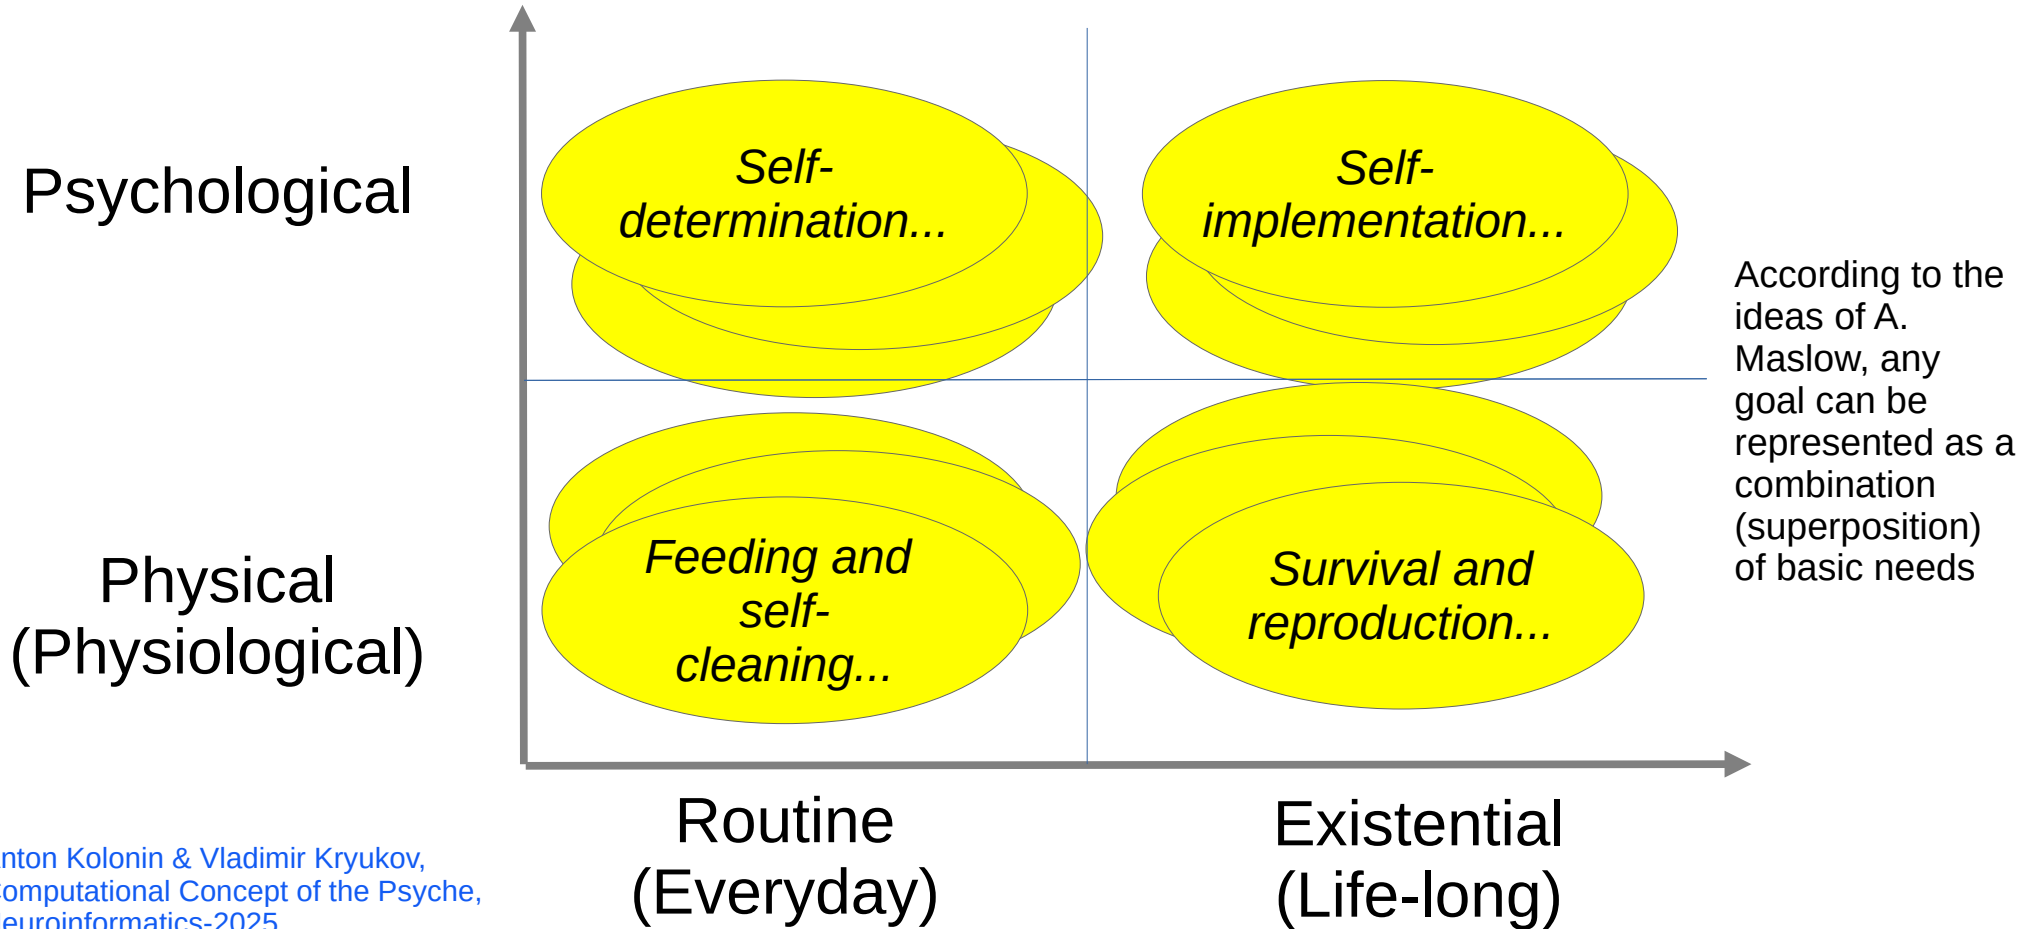 Psychological
Self-
determination...
Self-
implementation...
According to the
ideas of A.
Maslow, any
goal can be
represented as a
combination
(superposition)
of basic needs
Physical
(Physiological)
Feeding and
self-
cleaning...
Survival and
reproduction...
Routine
(Everyday)
Existential
(Life-long)
nton Kolonin & Vladimir Kryukov,
omputational Concept of the Psyche,
euroinformatics-2025